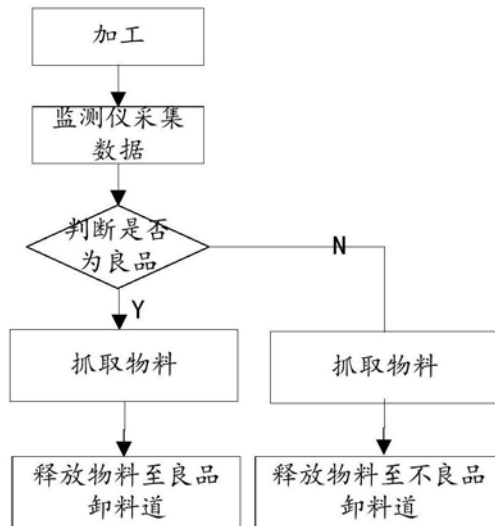 加工
监测仪采集
数据
判断是否
为良品
N
Y
抓取物料
抓取物料
释放物料至良品
卸料道
释放物料至不良品
卸料道